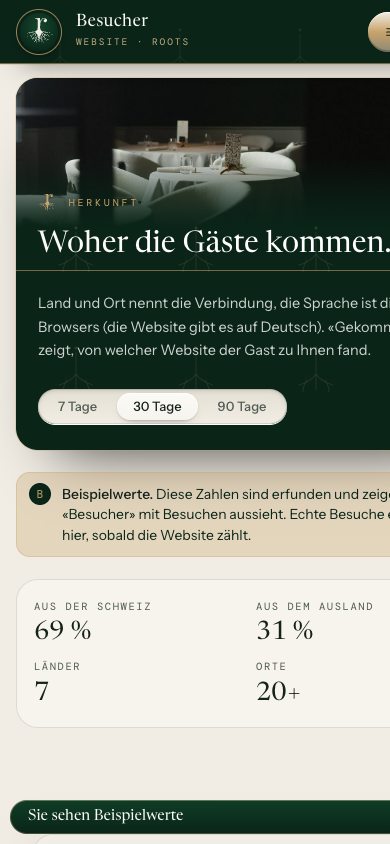 r
Besucher
WEBSITE · ROOTS
r HERKUNFT
Woher die Gäste kommen.
Land und Ort nennt die Verbindung, die Sprache ist di
Browsers (die Website gibt es auf Deutsch). «Gekomm
zeigt, von welcher Website der Gast zu Ihnen fand.
7 Tage 30 Tage 90 Tage
B Beispielwerte. Diese Zahlen sind erfunden und zeig
«Besucher» mit Besuchen aussieht. Echte Besuche e
hier, sobald die Website zählt.
AUS DER SCHWEIZ AUS DEM AUSLAND
69 % 31 %
LÄNDER ORTE
7 20+
Sie sehen Beispielwerte